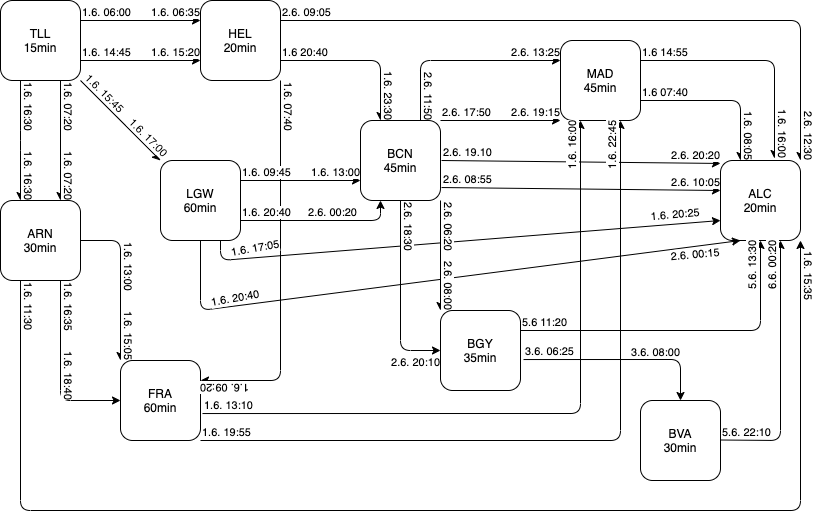 TLL
15min
1.6. 06:00
1.6. 06:35
1.6. 14:45
1.6. 15:20
HEL
20min
2.6. 09:05
1.6 20:40
1.6. 07:40
2.6. 12:30
1.6. 23:30
1.6. 15:45
1.6. 17:00
1.6. 16:30
1.6. 16:30
1.6. 07:20
1.6. 07:20
2.6. 11:50
2.6. 13:25
MAD
45min
1.6 14:55
1.6. 16:00
1.6 07:40
1.6. 08:05
2.6. 17:50
2.6. 19:15
1.6. 16:00
1.6. 22:45
BCN
45min
2.6. 19.10
2.6. 20:20
2.6. 08:55
2.6. 10:05
LGW
60min
1.6. 09:45
1.6. 13:00
1.6. 20:40
2.6. 00:20
1.6. 17:05
1.6. 20:25
1.6. 20:40
2.6. 00:15
ALC
20min
ARN
30min
1.6. 13:00
1.6. 15:05
1.6. 11:30
1.6. 15:35
1.6. 16:35
1.6. 18:40
2.6. 18:30
2.6. 20:10
2.6. 06:20
2.6. 08:00
BGY
35min
5.6 11:20
5.6. 13:30
3.6. 06:25
3.6. 08:00
FRA
60min
1.6. 09:20
1.6. 13:10
1.6. 19:55
BVA
30min
5.6. 22:10
6.6. 00:20